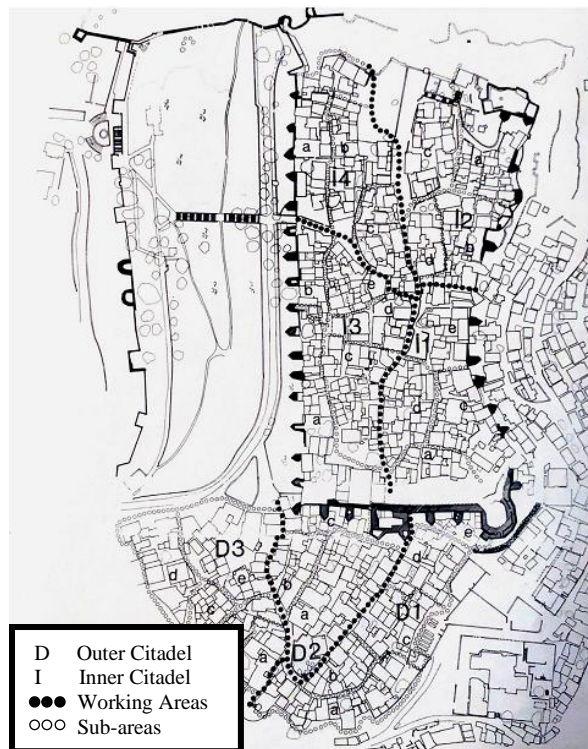 a
b
c
a
I4
I2
c
d
b
e
d
I3
e
I1
c
d
a
a
c
e
D3
d
d
e
b
c
a
D1
c
a
D2
b
a
D Outer Citadel
I Inner Citadel
Working Areas
Sub-areas